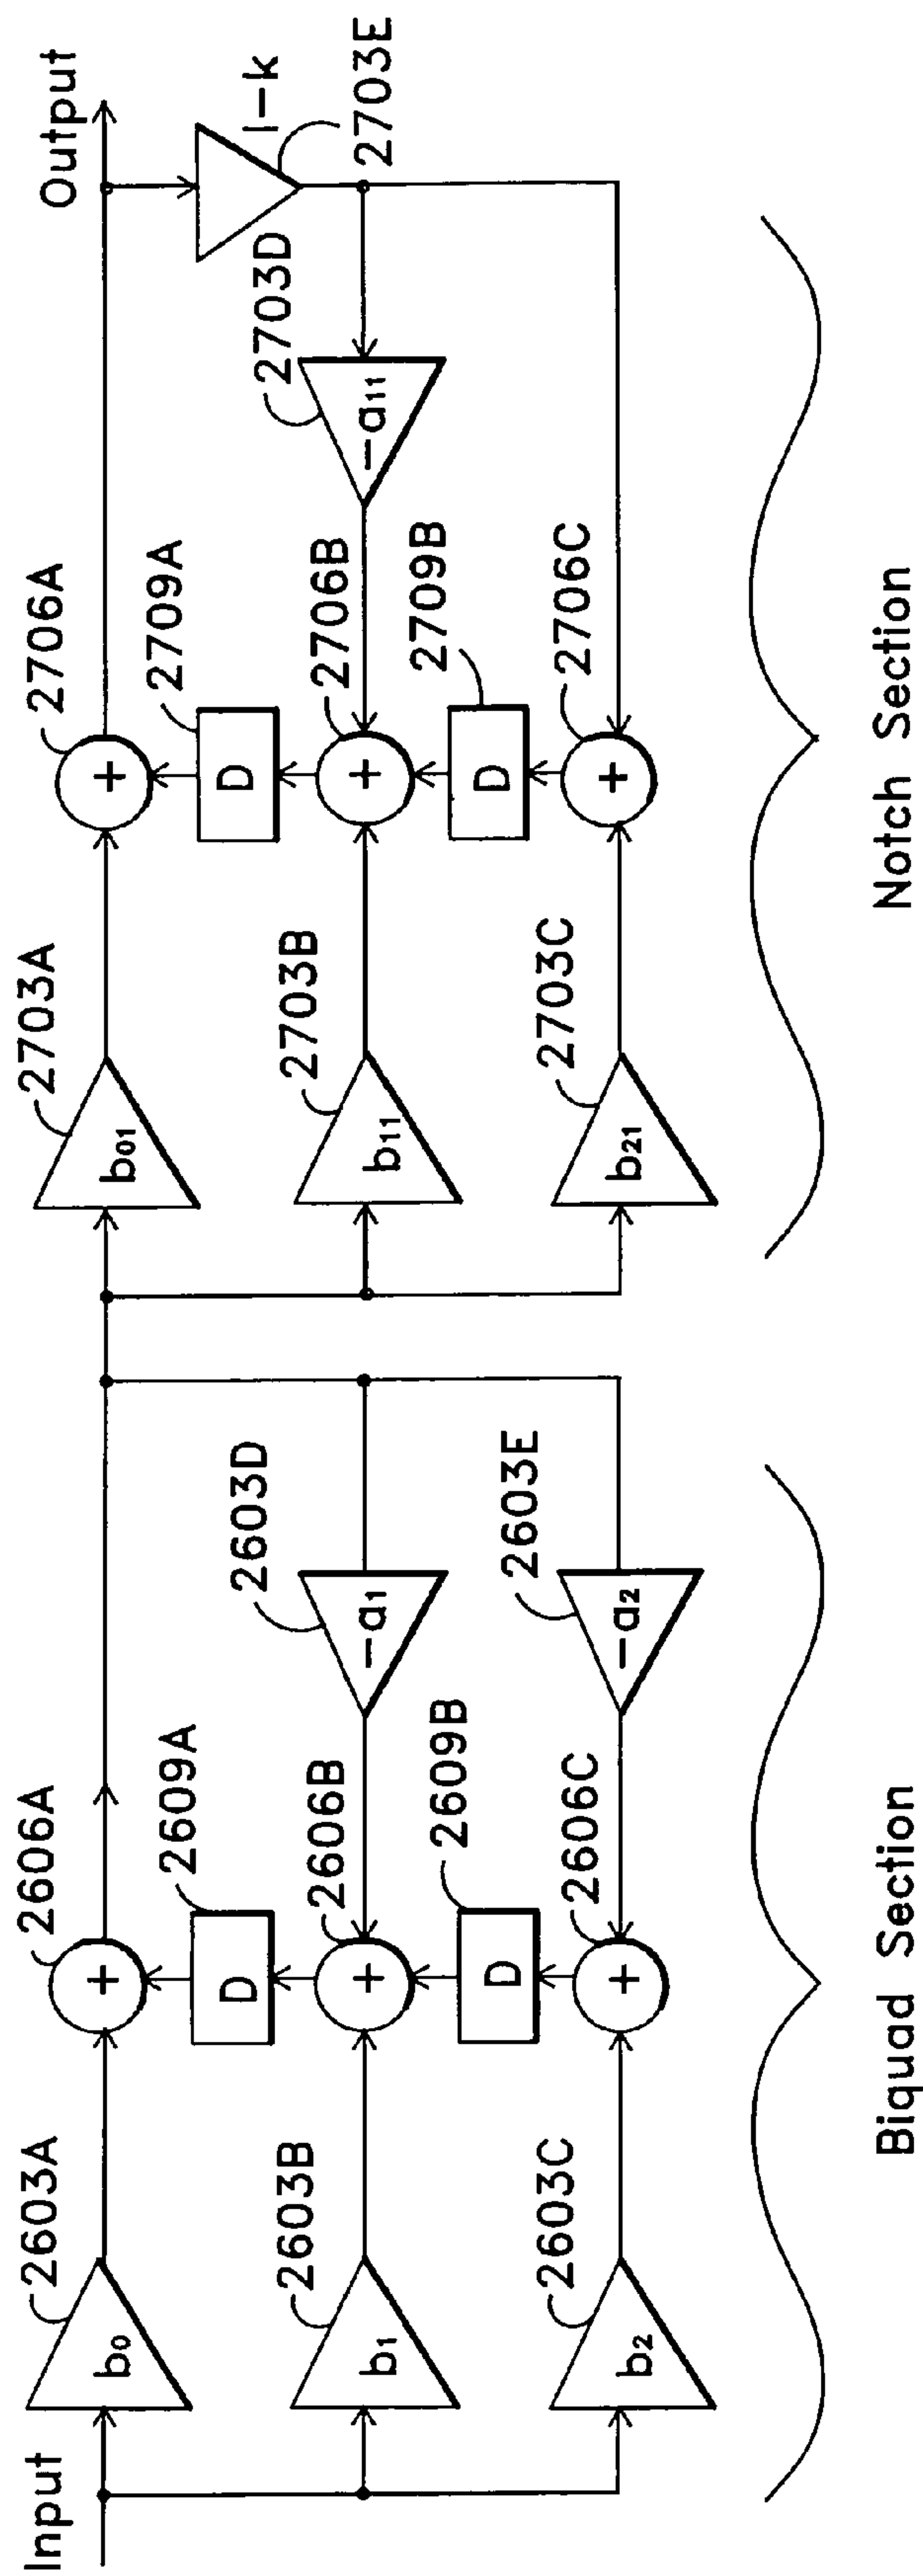 Input
Output
2603A
2606A
2703A
2706A
b0
+
b01
+
1-k
2609A
2709A
2703E
D
D
2603B
2606B
2603D
2703B
2706B
2703D
b1
+
-a1
b11
+
-a11
2609B
2709B
D
D
2603C
2606C
2603E
2703C
2706C
b2
+
-a2
b21
+
Biquad Section
Notch Section